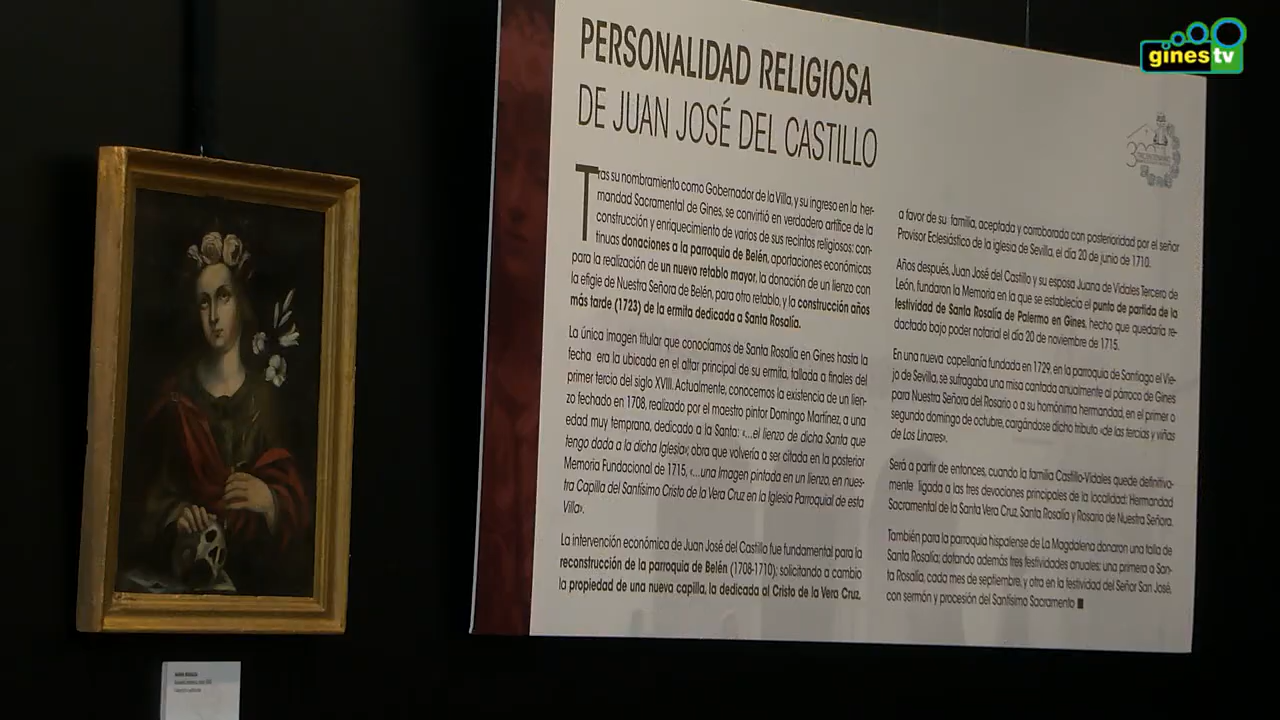 gines tv
PERSONALIDAD RELIGIOSA
DE JUAN JOSÉ DEL CASTILLO
Tras su nombramiento como Gobernador de la Villa, y su ingreso en la her-
mandad Sacramental de Gines, se convirtió en verdadero artífice de la
construcción y enriquecimiento de varios de sus recintos religiosos: con-
tinuas donaciones a la parroquia de Belén, aportaciones económicas
para la realización de un nuevo retablo mayor, la donación de un lienzo con
la efigie de Nuestra Señora de Belén, para otro retablo, y la construcción años
más tarde (1723) de la ermita dedicada a Santa Rosalía.
La única imagen titular que conocíamos de Santa Rosalía en Gines hasta la
fecha era la ubicada en el altar principal de su ermita, tallada a finales del
primer tercio del siglo XVIII. Actualmente, conocemos la existencia de un lien-
zo fechado en 1708, realizado por el maestro pintor Domingo Martínez, a una
edad muy temprana, dedicado a la Santa: «...el lienzo de dicha Santa que
tengo dada a la dicha Iglesia»; obra que volvería a ser citada en la posterior
Memoria Fundacional de 1715, «...una Imagen pintada en un lienzo, en nues-
tra Capilla del Santísimo Cristo de la Vera Cruz en la Iglesia Parroquial de esta
Villa».
La intervención económica de Juan José del Castillo fue fundamental para la
reconstrucción de la parroquia de Belén (1708-1710); solicitando a cambio
la propiedad de una nueva capilla, la dedicada al Cristo de la Vera Cruz,
a favor de su familia, aceptada y corroborada con posterioridad por el señor
Provisor Eclesiástico de la iglesia de Sevilla, el día 20 de junio de 1710.
Años después, Juan José del Castillo y su esposa Juana de Vidales Tercero de
León, fundaron la Memoria en la que se establecía el punto de partida de la
festividad de Santa Rosalía de Palermo en Gines, hecho que quedaría re-
dactado bajo poder notarial el día 20 de noviembre de 1715.
En una nueva capellanía fundada en 1729, en la parroquia de Santiago el Vie-
jo de Sevilla, se sufragaba una misa cantada anualmente al párroco de Gines
para Nuestra Señora del Rosario o a su homónima hermandad, en el primer o
segundo domingo de octubre, cargándose dicho tributo «de las tercias y viñas
de Los Linares».
Será a partir de entonces, cuando la familia Castillo-Vidales quede definitiva-
mente ligada a las tres devociones principales de la localidad: Hermandad
Sacramental de la Santa Vera Cruz, Santa Rosalía y Rosario de Nuestra Señora.
También para la parroquia hispalense de La Magdalena donaron una talla de
Santa Rosalía; dotando además tres festividades anuales: una primera a San-
ta Rosalía, cada mes de septiembre, y otra en la festividad del Señor San José,
con sermón y procesión del Santísimo Sacramento